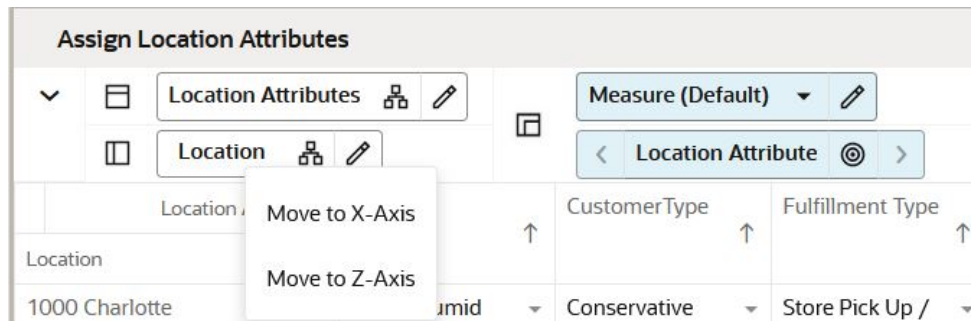 Assign Location Attributes
Location Attributes
Measure (Default)
Location
Location Attribute
Move to X-Axis
Move to Z-Axis
Location
CustomerType
Fulfillment Type
Location
1000 Charlotte
Conservative
Store Pick Up /